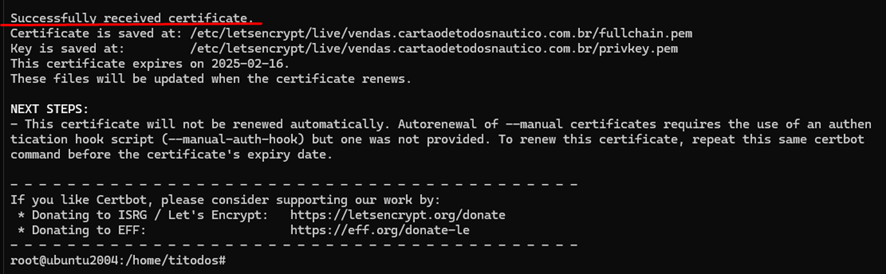 Successfully received certificate.
Certificate is saved at: /etc/letsencrypt/live/vendas.cartaodetodosnautico.com.br/fullchain.pem
Key is saved at:         /etc/letsencrypt/live/vendas.cartaodetodosnautico.com.br/privkey.pem
This certificate expires on 2025-02-16.
These files will be updated when the certificate renews.

NEXT STEPS:
- This certificate will not be renewed automatically. Autorenewal of --manual certificates requires the use of an authen
tication hook script (--manual-auth-hook) but one was not provided. To renew this certificate, repeat this same certbot
command before the certificate's expiry date.

- - - - - - - - - - - - - - - - - - - - - - - - - - - - - - - - - - - - - - - -
If you like Certbot, please consider supporting our work by:
 * Donating to ISRG / Let's Encrypt:   https://letsencrypt.org/donate
 * Donating to EFF:                    https://eff.org/donate-le
- - - - - - - - - - - - - - - - - - - - - - - - - - - - - - - - - - - - - - - -
root@ubuntu2004:/home/titodos#